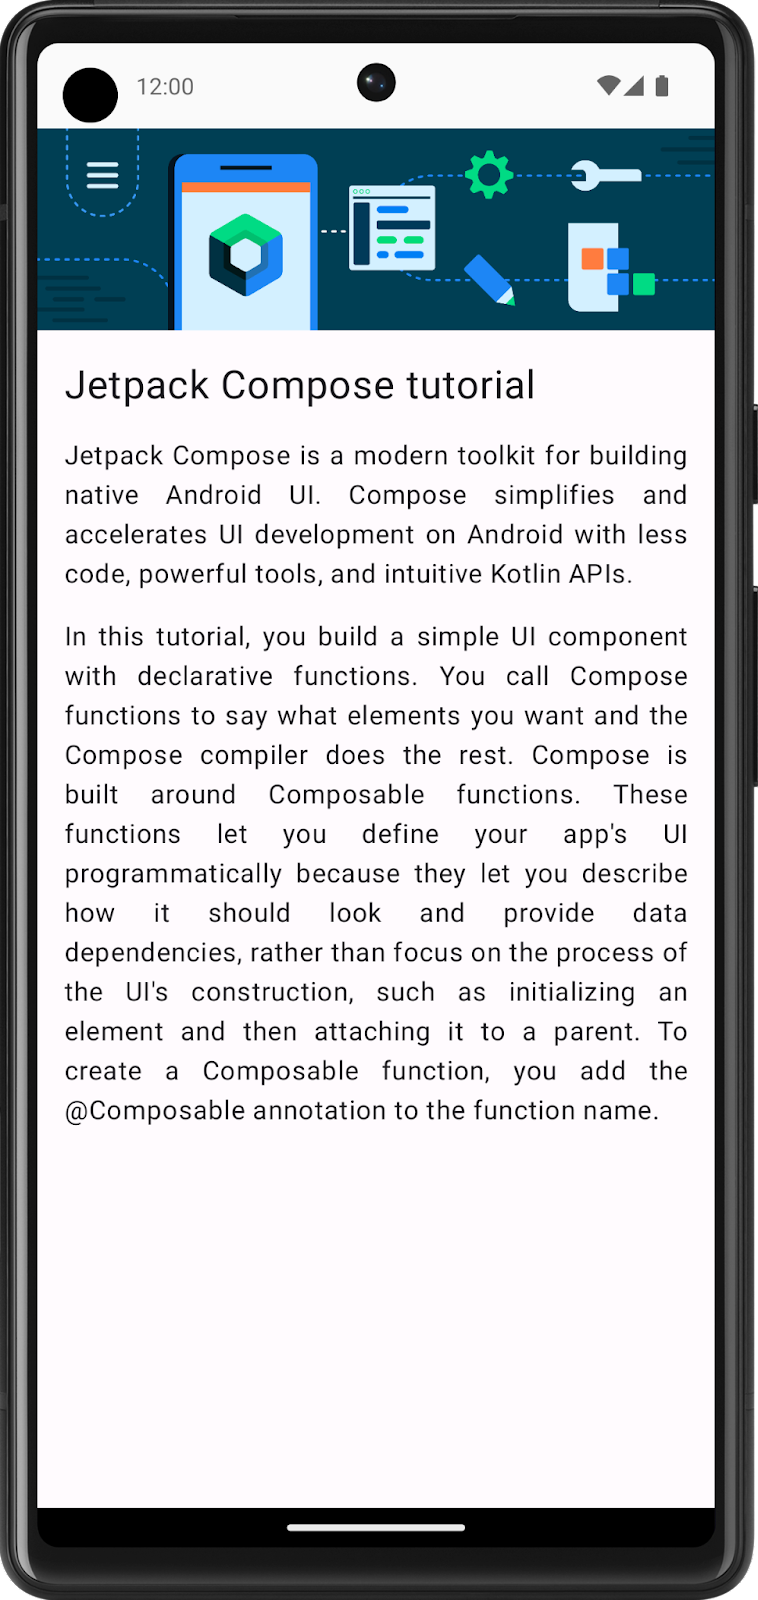 12:00
Jetpack Compose tutorial
Jetpack Compose is a modern toolkit for building
native Android UI. Compose simplifies and
accelerates UI development on Android with less
code, powerful tools, and intuitive Kotlin APIs.
In this tutorial, you build a simple UI component
with declarative functions. You call Compose
functions to say what elements you want and the
Compose compiler does the rest. Compose is
built around Composable functions. These
functions let you define your app's UI
programmatically because they let you describe
how it should look and provide data
dependencies, rather than focus on the process of
the UI's construction, such as initializing an
element and then attaching it to a parent. To
create a Composable function, you add the
@Composable annotation to the function name.